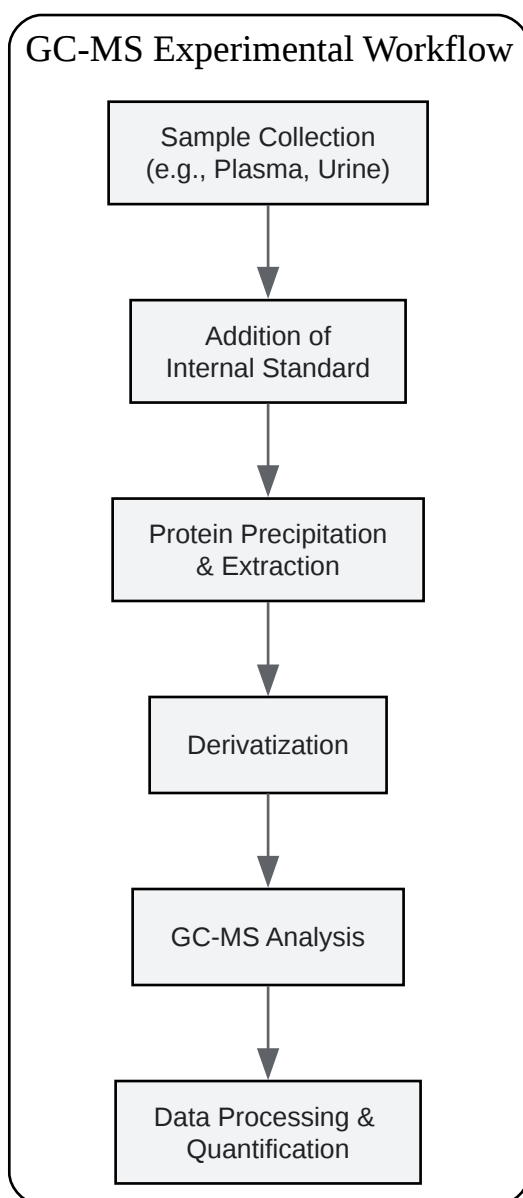 GC-MS Experimental Workflow
Sample Collection
(e.g., Plasma, Urine)
Addition of
Internal Standard
Protein Precipitation
& Extraction
Derivatization
GC-MS Analysis
Data Processing &
Quantification